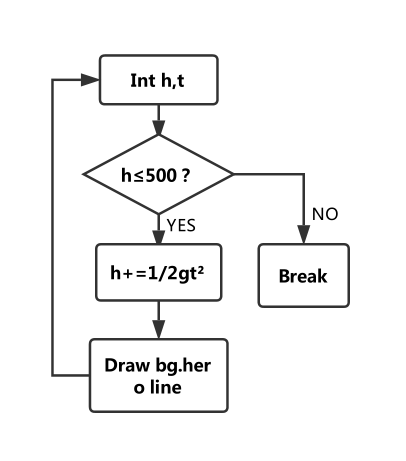 Int h,t
h≤500 ?
YES
NO
h+=1/2gt²
Break
Draw bg.her
o line